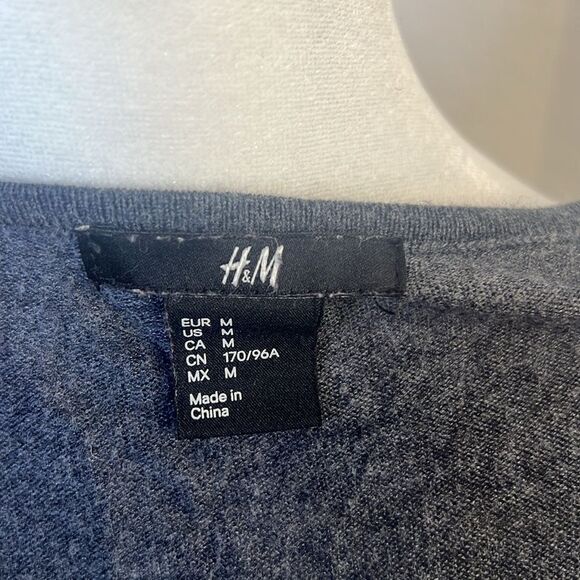 H&M
EUR M
US M
CA M
CN 170/96A
MX M
Made in
China